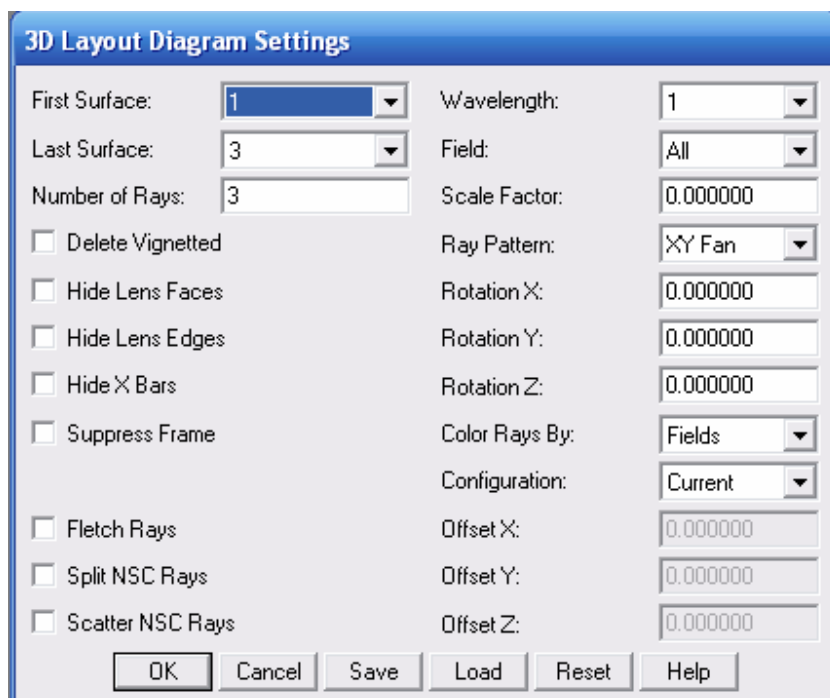 3D Layout Diagram Settings
First Surface: 1 Wavelength: 1
Last Surface: 3 Field: All
Number of Rays: 3 Scale Factor: 0.000000
Delete Vignetted Ray Pattern: XY Fan
Hide Lens Faces Rotation X: 0.000000
Hide Lens Edges Rotation Y: 0.000000
Hide X Bars Rotation Z: 0.000000
Suppress Frame Color Rays By: Fields
Configuration: Current
Fletch Rays Offset X: 0.000000
Split NSC Rays Offset Y: 0.000000
Scatter NSC Rays Offset Z: 0.000000
OK Cancel Save Load Reset Help